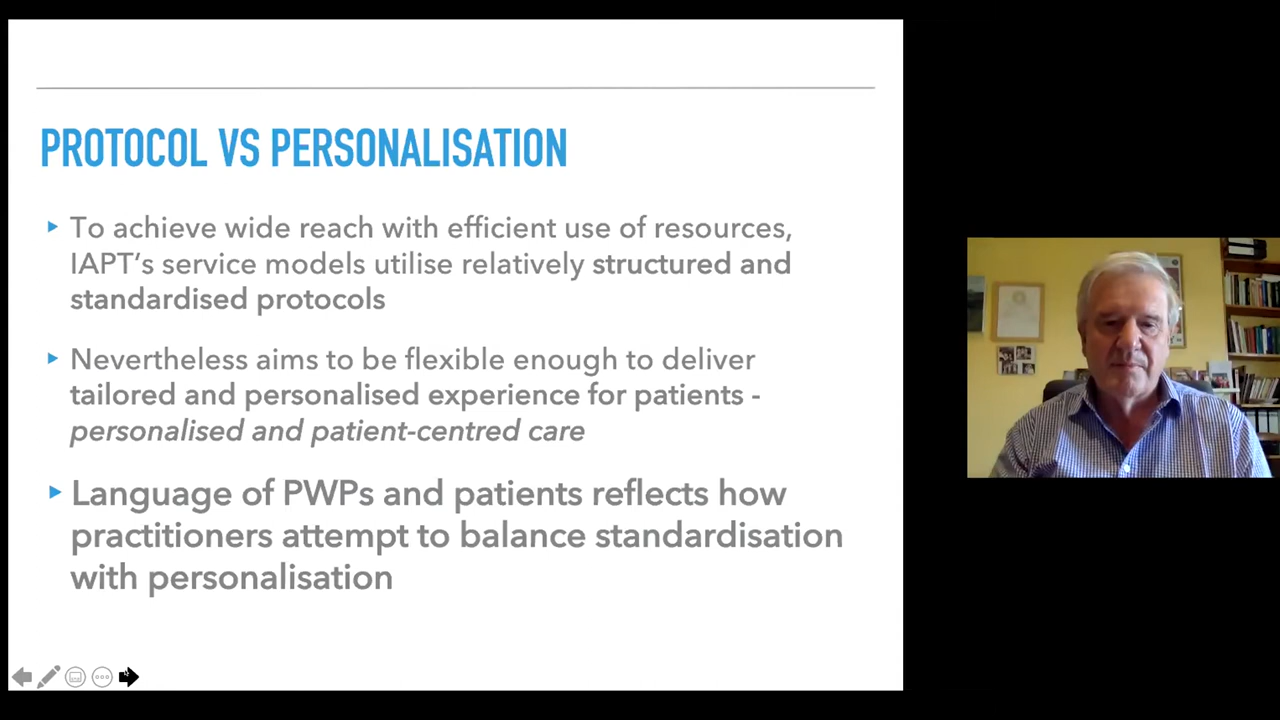 PROTOCOL VS PERSONALISATION
To achieve wide reach with efficient use of resources,
IAPT’s service models utilise relatively structured and
standardised protocols
Nevertheless aims to be flexible enough to deliver
tailored and personalised experience for patients -
personalised and patient-centred care
Language of PWPs and patients reflects how
practitioners attempt to balance standardisation
with personalisation